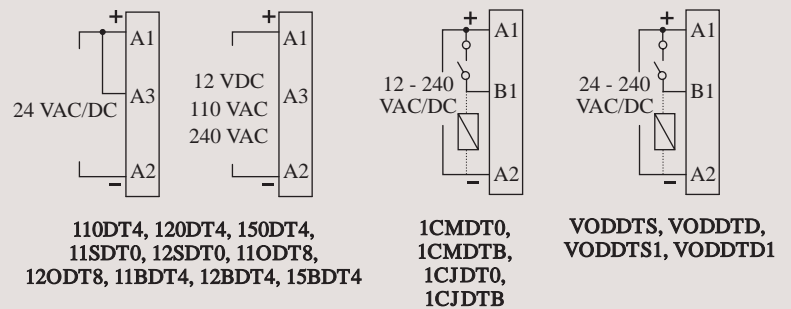 +
A1
A3
24 VAC/DC
A2
−
+
A1
12 VDC
A3
110 VAC
240 VAC
A2
−
+
A1
12 - 240
B1
VAC/DC
A2
−
+
A1
24 - 240
B1
VAC/DC
A2
−
110DT4, 120DT4, 150DT4,
11SDT0, 12SDT0, 11ODT8,
12ODT8, 11BDT4, 12BDT4, 15BDT4
1CMDT0,
1CMDTB,
1CJDT0,
1CJDTB
VODDTS, VODDTD,
VODDTS1, VODDTD1